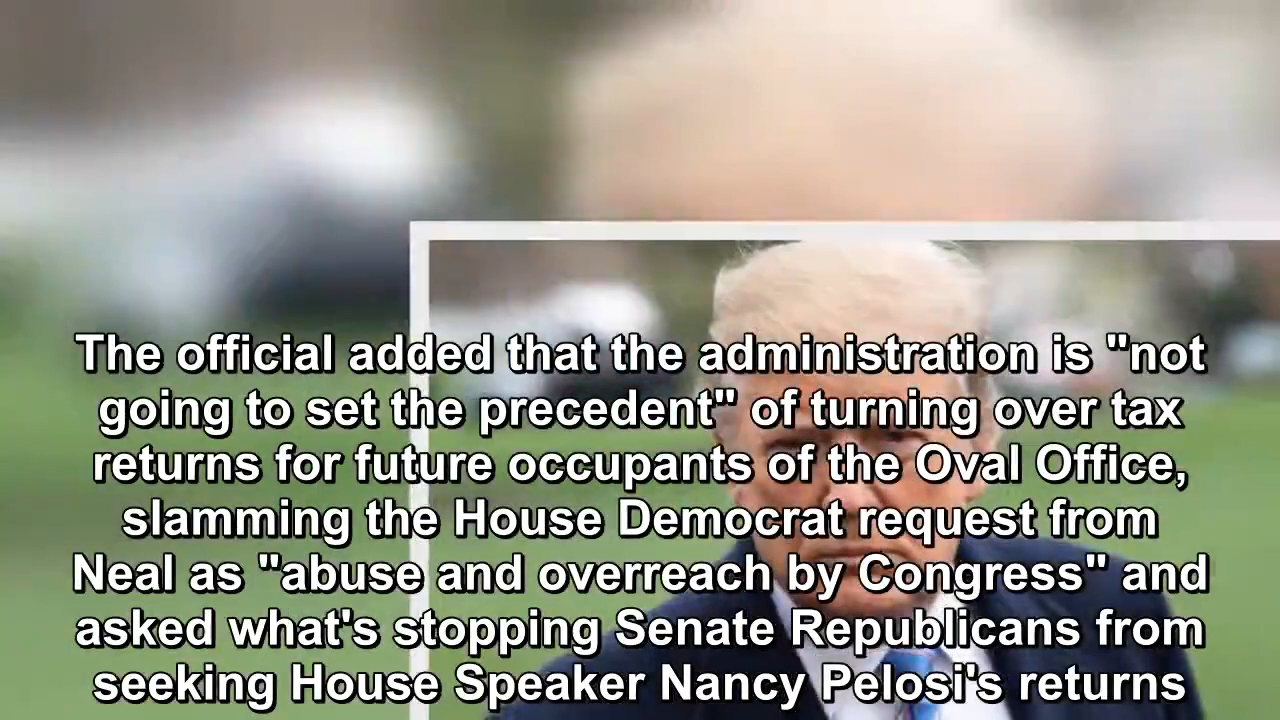 The official added that the administration is "not
going to set the precedent" of turning over tax
returns for future occupants of the Oval Office,
slamming the House Democrat request from
Neal as "abuse and overreach by Congress" and
asked what's stopping Senate Republicans from
seeking House Speaker Nancy Pelosi's returns